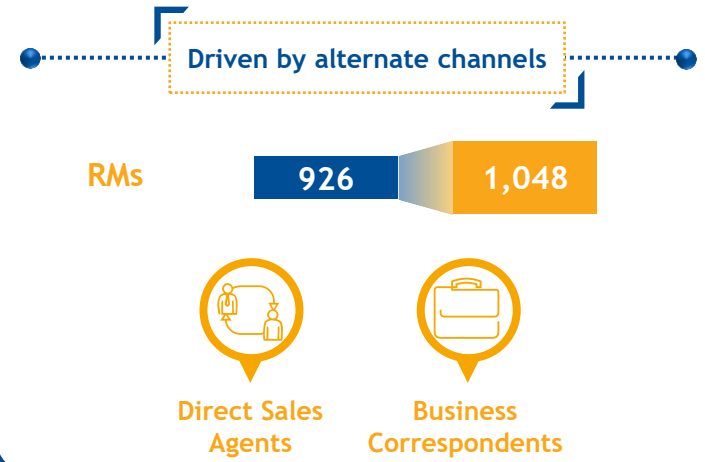 Driven by alternate channels
RMs
926
1,048
Direct Sales
Agents
Business
Correspondents